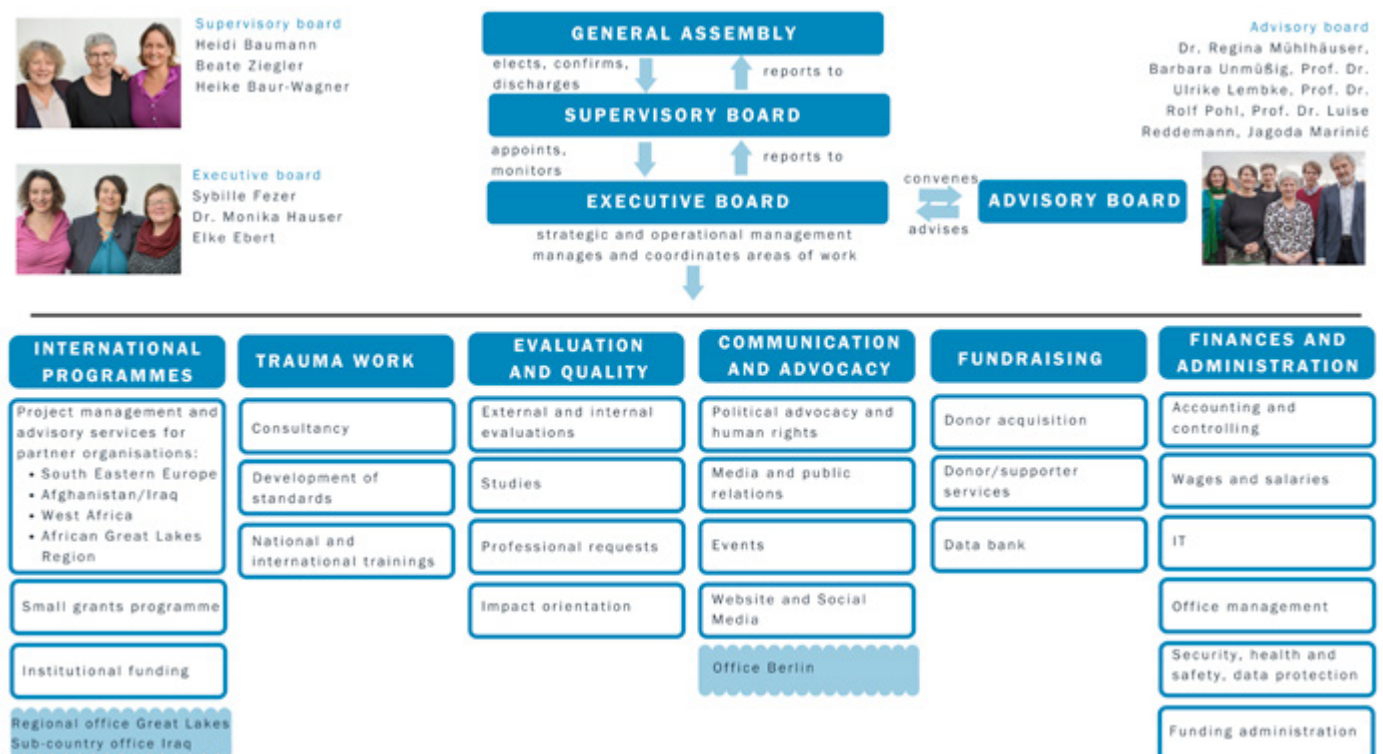 Supervisory board
Heidi Baumann
Beate Ziegler
Heike Baur-Wagner
Executive board
Sybille Fezer
Dr. Monika Hauser
Elke Ebert
GENERAL ASSEMBLY
elects, confirms,
discharges
reports to
SUPERVISORY BOARD
appoints,
monitors
reports to
EXECUTIVE BOARD
strategic and operational management
manages and coordinates areas of work
convenes
advises
ADVISORY BOARD
Advisory board
Dr. Regina Mühlhäuser,
Barbara Unmüßig, Prof. Dr.
Ulrike Lembke, Prof. Dr.
Rolf Pohl, Prof. Dr. Luise
Reddemann, Jagoda Marinić
INTERNATIONAL
PROGRAMMES
Project management and
advisory services for
partner organisations:
• South Eastern Europe
• Afghanistan/Iraq
• West Africa
• African Great Lakes
Region
Small grants programme
Institutional funding
Regional office Great Lakes
Sub-country office Iraq
TRAUMA WORK
Consultancy
Development of
standards
National and
international trainings
EVALUATION
AND QUALITY
External and internal
evaluations
Studies
Professional requests
Impact orientation
COMMUNICATION
AND ADVOCACY
Political advocacy and
human rights
Media and public
relations
Events
Website and Social
Media
Office Berlin
FUNDRAISING
Donor acquisition
Donor/supporter
services
Data bank
FINANCES AND
ADMINISTRATION
Accounting and
controlling
Wages and salaries
IT
Office management
Security, health and
safety, data protection
Funding administration